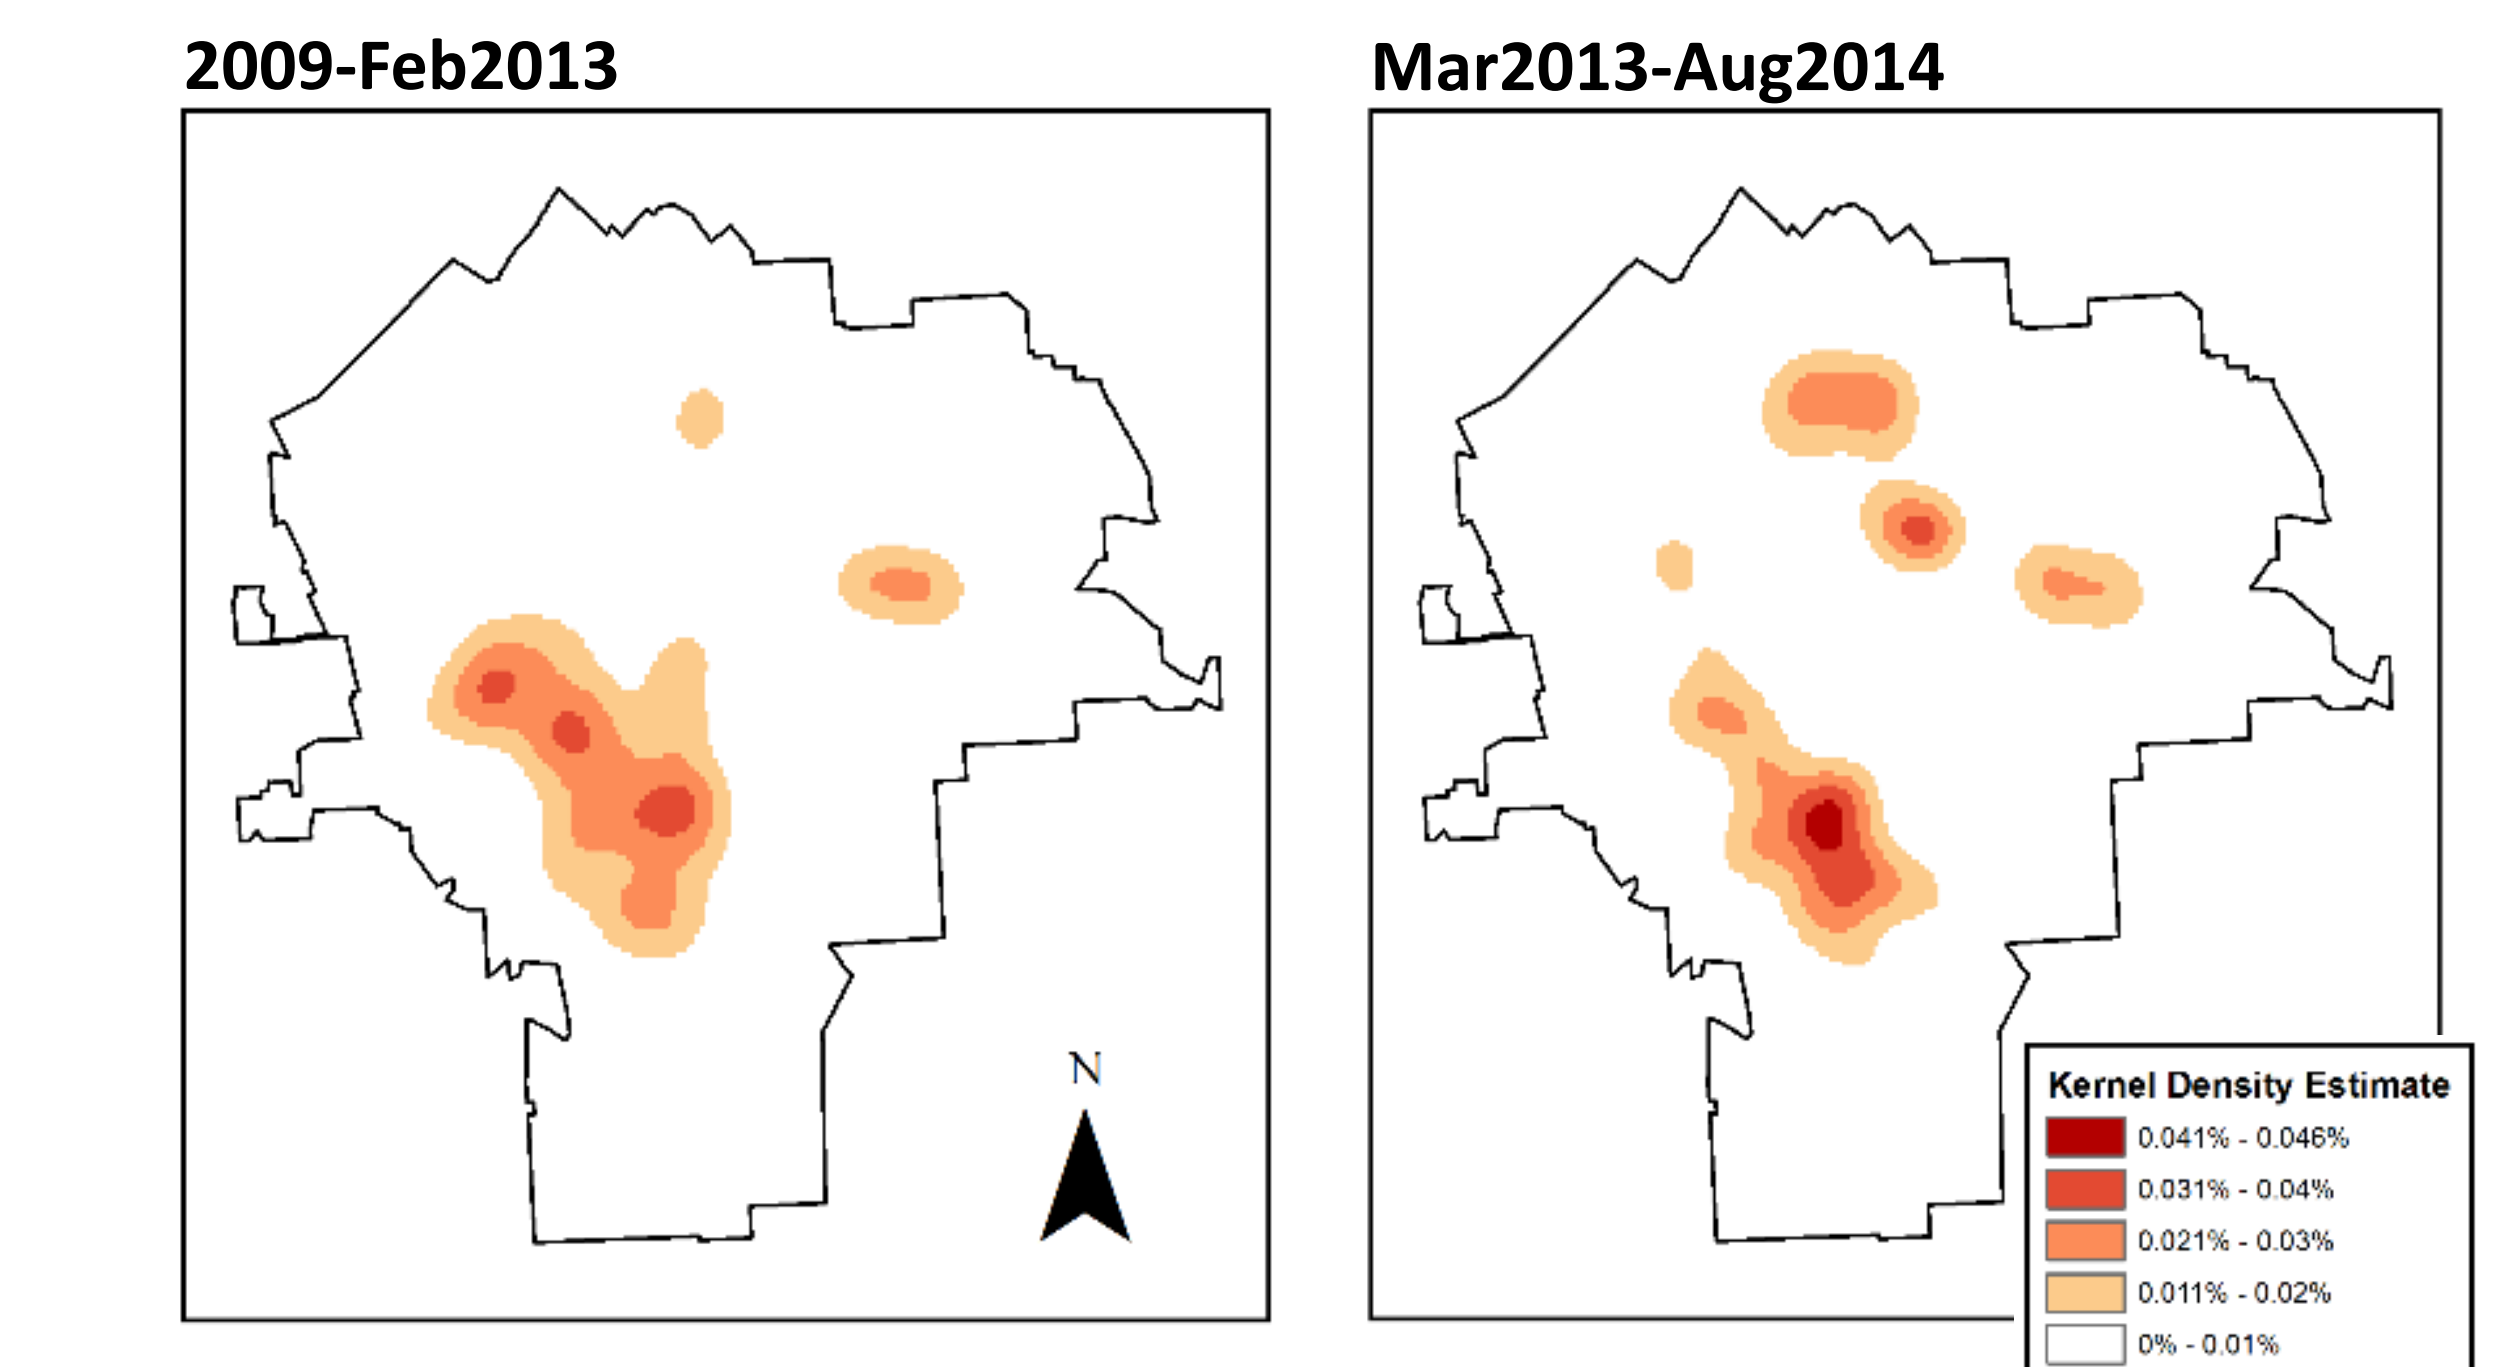 2009-Feb2013
Mar2013-Aug2014
N
Kernel Density Estimate
0.041% - 0.046%
0.031% - 0.04%
0.021% - 0.03%
0.011% - 0.02%
0% - 0.01%